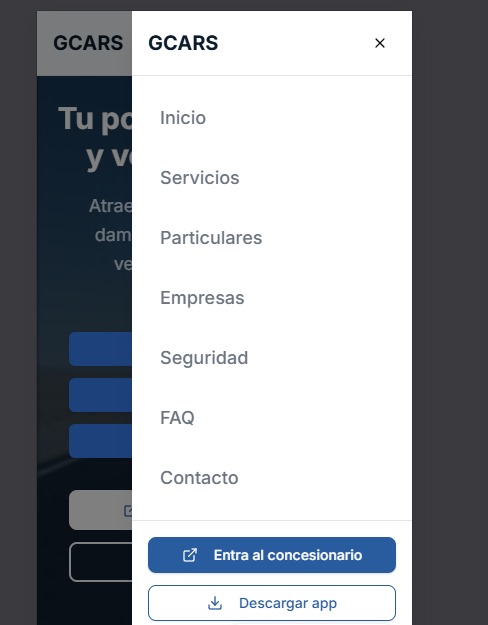 GCARS
GCARS
Tu po
y ve
Atrae
dam
ve
Inicio
Servicios
Particulares
Empresas
Seguridad
FAQ
Contacto
Entra al concesionario
Descargar app